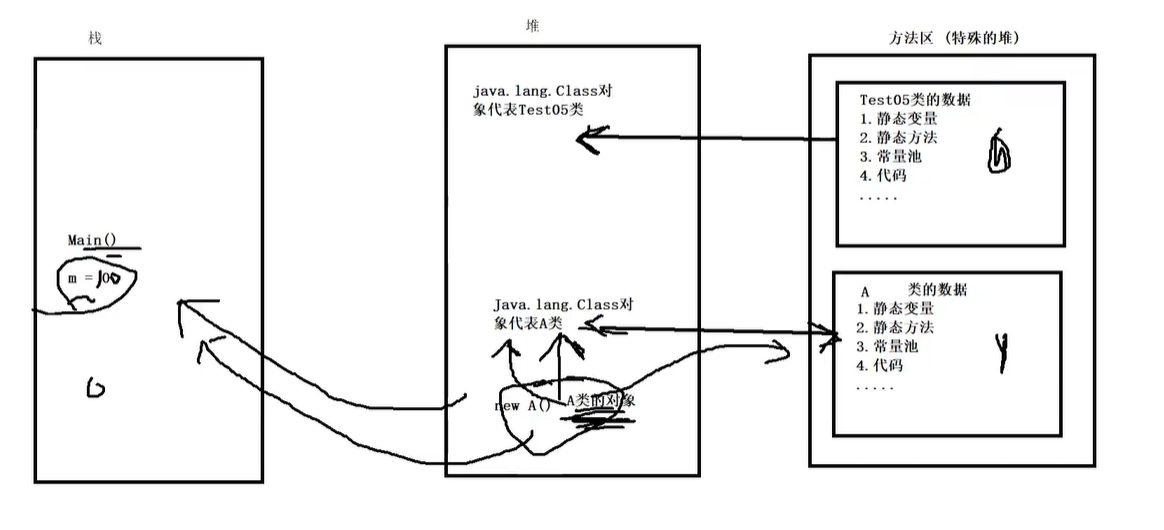 栈
堆
方法区 (特殊的堆)
java.lang.Class对
象代表Test05类
Test05类的数据
1.静态变量
2.静态方法
3.常量池
4.代码
.....
Main()
m = 100
Java.lang.Class对
象代表A类
A 类的数据
1.静态变量
2.静态方法
3.常量池
4.代码
.....
new A() A类的对象